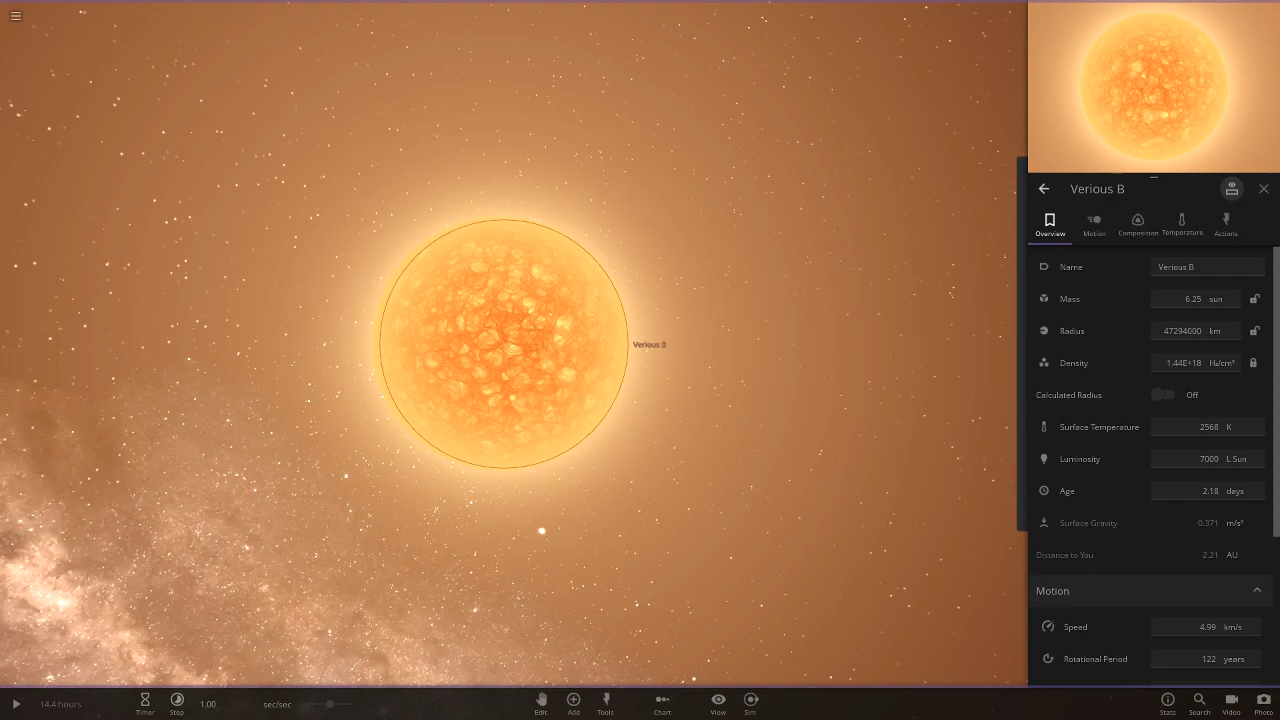 Verious B
Overview
Motion
Composition
Temperature
Actions
Name Verious B
Mass 6.25 sun
Radius 47294000 km
Density 1.44E+18 H₂/cm³
Calculated Radius Off
Surface Temperature 2568 K
Luminosity 7000 L Sun
Age 2.18 days
Surface Gravity 0.371 m/s²
Distance to You 2.21 AU
Motion
Speed 4.99 km/s
Rotational Period 122 years
Verious B
14.4 hours
Timer
Step
1.00 sec/sec
Edit
Add
Tools
Chart
View
Sim
Stats
Search
Video
Photo